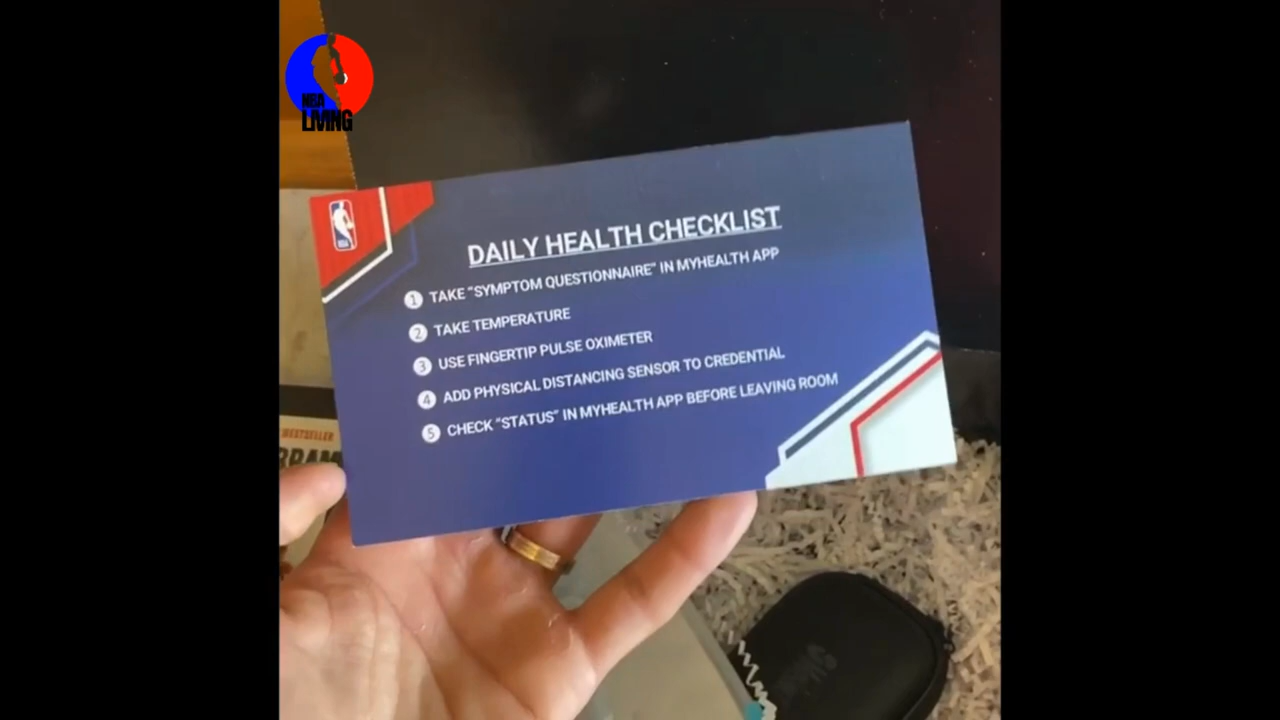 NBA
LIVING
NBA
DAILY HEALTH CHECKLIST
1 TAKE "SYMPTOM QUESTIONNAIRE" IN MYHEALTH APP
2 TAKE TEMPERATURE
3 USE FINGERTIP PULSE OXIMETER
4 ADD PHYSICAL DISTANCING SENSOR TO CREDENTIAL
5 CHECK "STATUS" IN MYHEALTH APP BEFORE LEAVING ROOM
BESTSELLER